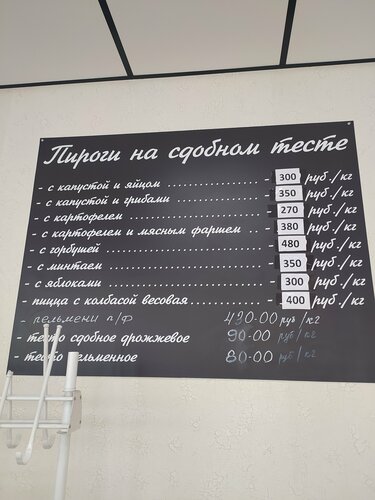 Пироги на сдобном тесте
- с капустой и яйцом ........................ - 300 руб./кг
- с капустой и грибами ..................... - 350 руб./кг
- с картофелем ................................ - 270 руб./кг
- с картофелем и мясным фаршем .. - 380 руб./кг
- с горбушей ..................................... - 480 руб./кг
- с минтаем ....................................... - 350 руб./кг
- с яблоками ..................................... - 300 руб./кг
- пицца с колбасой весовая ............... - 400 руб./кг
- пельмени п/ф 420-00 руб/кг
- тесто сдобное дрожжевое 90-00 руб/кг
- тесто пельменное 80-00 руб/кг